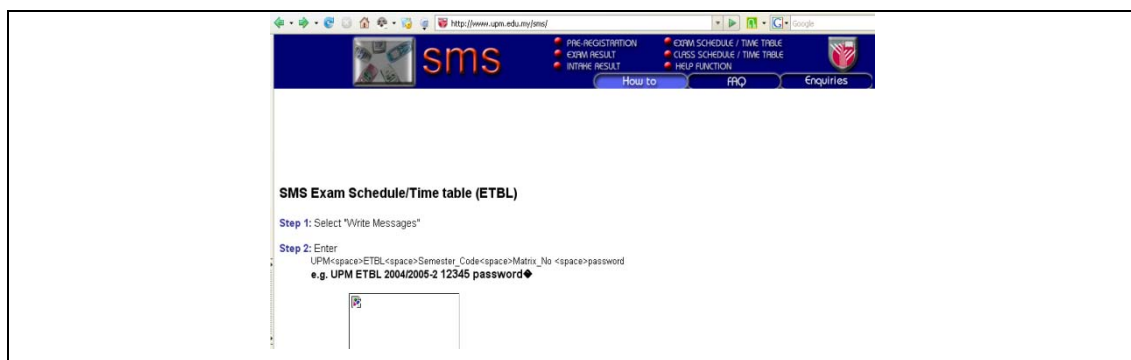 http://www.upm.edu.my/sms/
Google
sms
PRE-REGISTRATION
EXAM RESULT
INTAKE RESULT
EXAM SCHEDULE / TIME TABLE
CLASS SCHEDULE / TIME TABLE
HELP FUNCTION
How to
FAQ
Enquiries
SMS Exam Schedule/Time table (ETBL)
Step 1: Select "Write Messages"
Step 2: Enter
UPM<space>ETBL<space>Semester_Code<space>Matrix_No <space>password
e.g. UPM ETBL 2004/2005-2 12345 password�